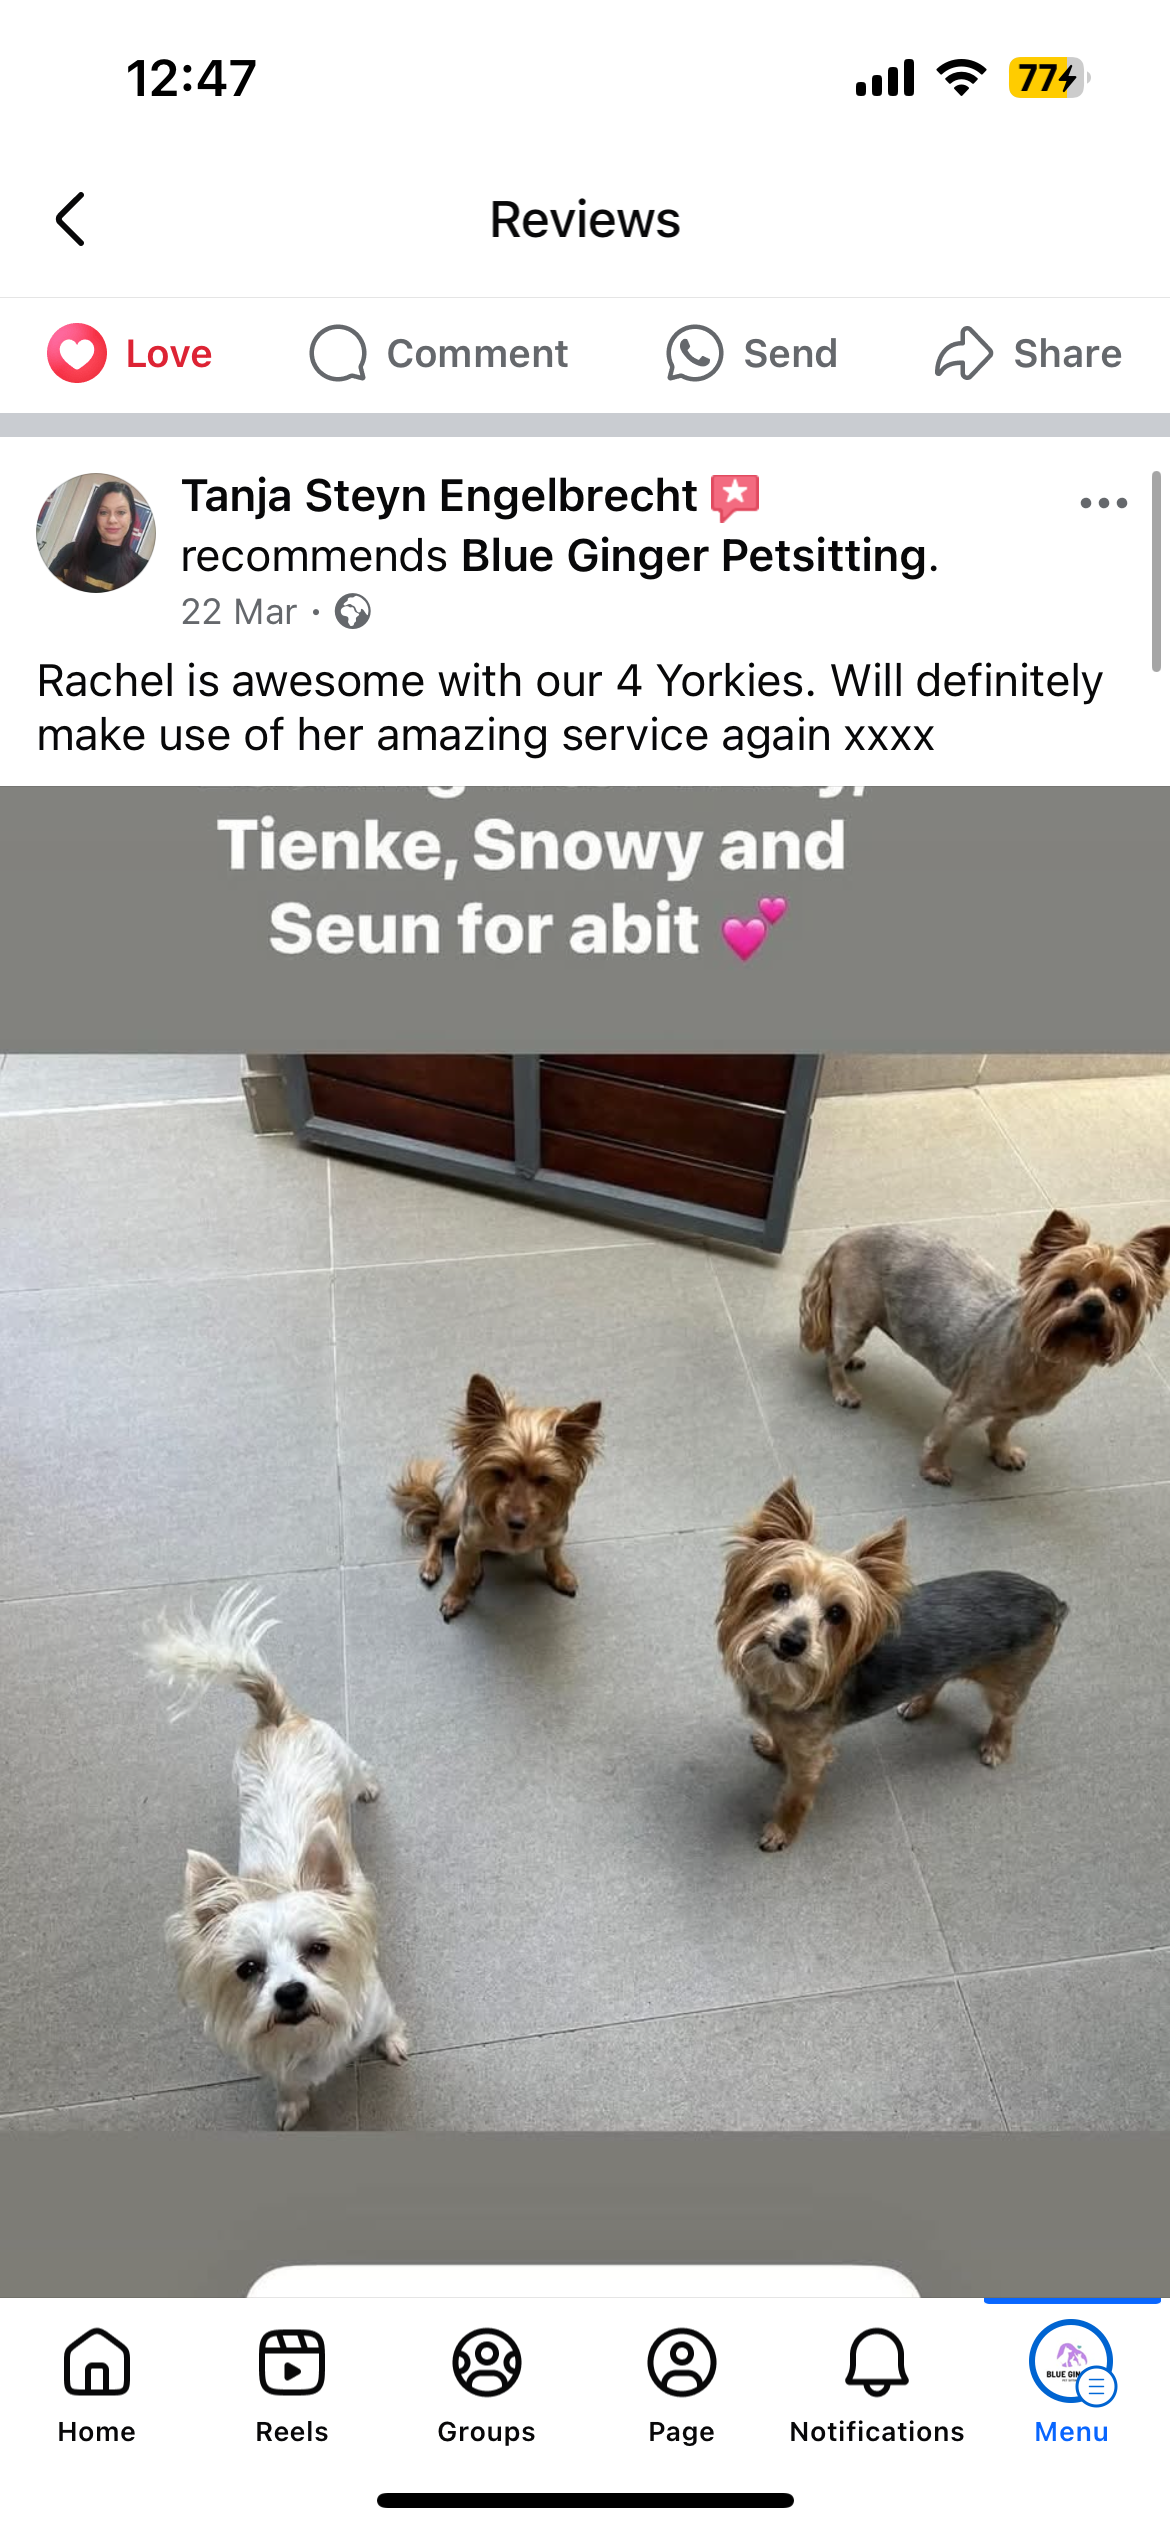 12:47
77
Reviews
Love
Comment
Send
Share
Tanja Steyn Engelbrecht
recommends Blue Ginger Petsitting.
22 Mar ·
Rachel is awesome with our 4 Yorkies. Will definitely
make use of her amazing service again xxxx
Tienke, Snowy and
Seun for abit 💕
BLUE GIN
Home
Reels
Groups
Page
Notifications
Menu